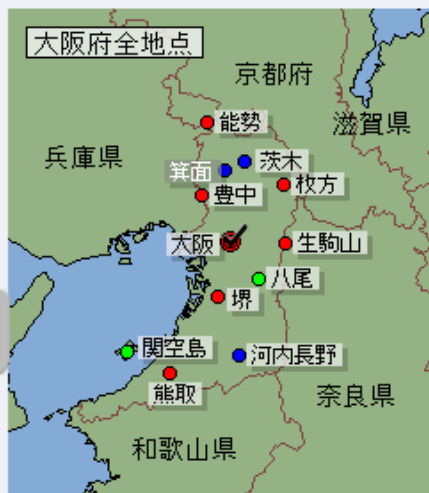 大阪府全地点
京都府
滋賀県
兵庫県
能勢
茨木
箕面
枚方
豊中
大阪
生駒山
八尾
堺
関空島
河内長野
熊取
奈良県
和歌山県